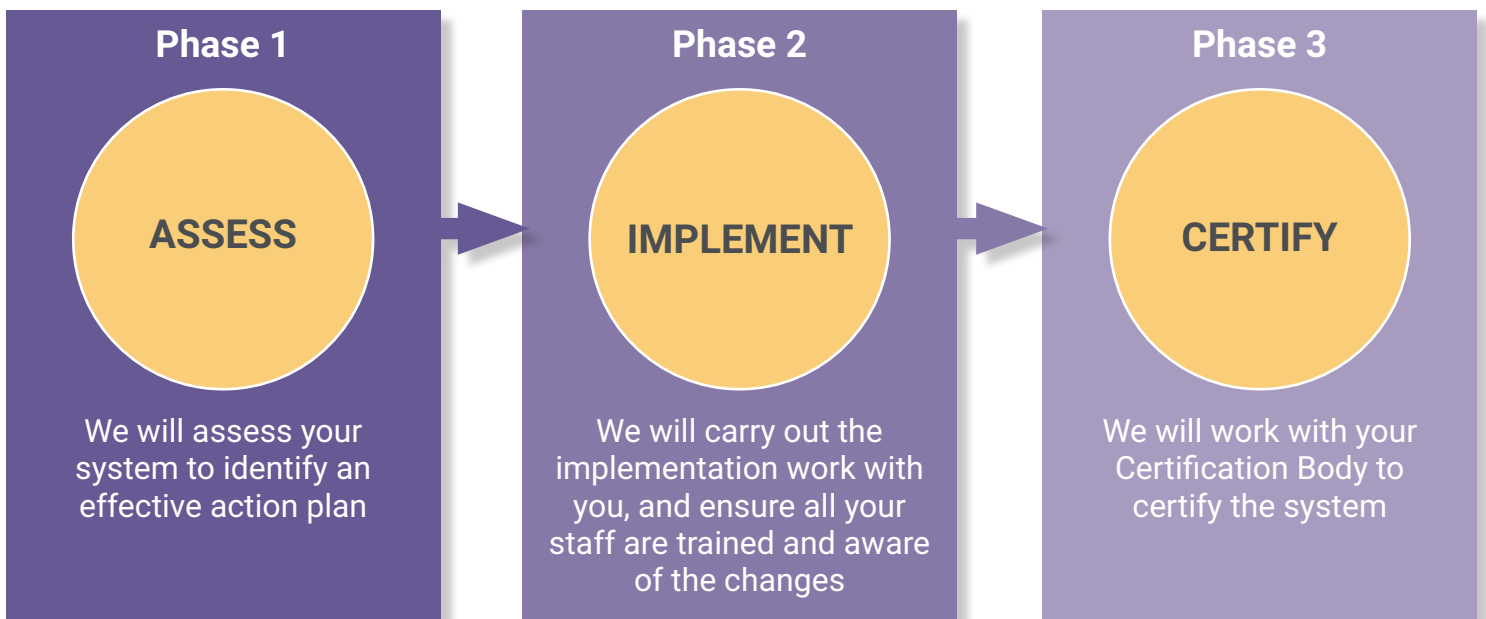 Phase 1
ASSESS
We will assess your
system to identify an
effective action plan
Phase 2
IMPLEMENT
We will carry out the
implementation work with
you, and ensure all your
staff are trained and aware
of the changes
Phase 3
CERTIFY
We will work with your
Certification Body to
certify the system